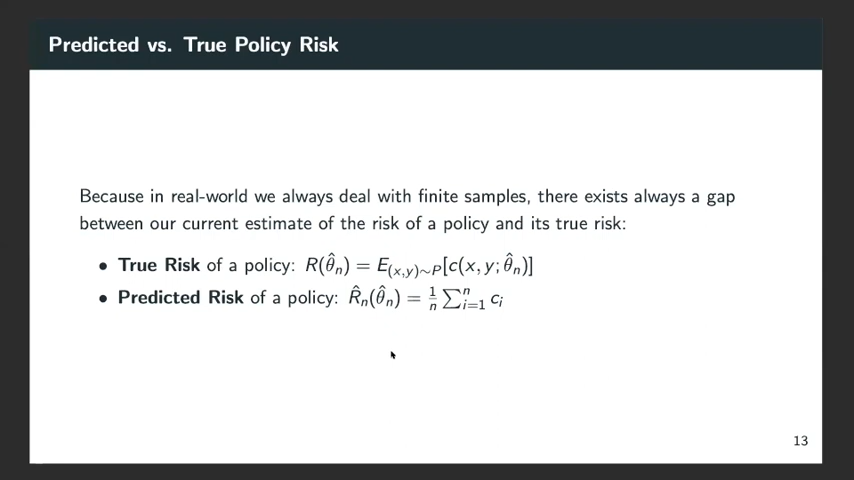 Predicted vs. True Policy Risk
Because in real-world we always deal with finite samples, there exists always a gap
between our current estimate of the risk of a policy and its true risk:
• True Risk of a policy: R(θ̂ₙ) = E₍ₓ,ᵧ₎∼P[c(x, y; θ̂ₙ)]
• Predicted Risk of a policy: R̂ₙ(θ̂ₙ) = 1/n ∑ⁿᵢ₌₁ cᵢ
13